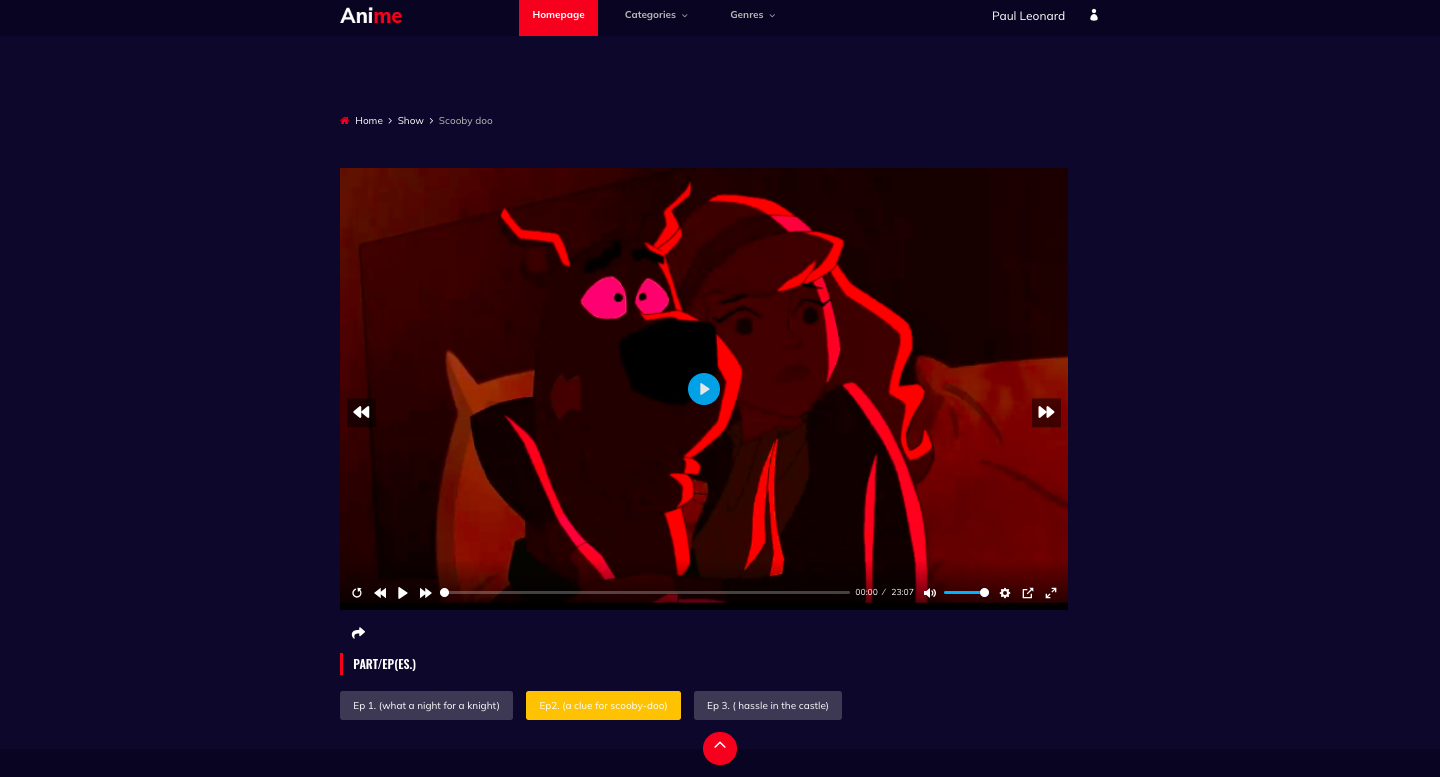 Anime Homepage Categories Genres Paul Leonard
Home > Show > Scooby doo
00:00 / 23:07
PART/EP(ES.)
Ep 1. (what a night for a knight) Ep2. (a clue for scooby-doo) Ep 3. ( hassle in the castle)